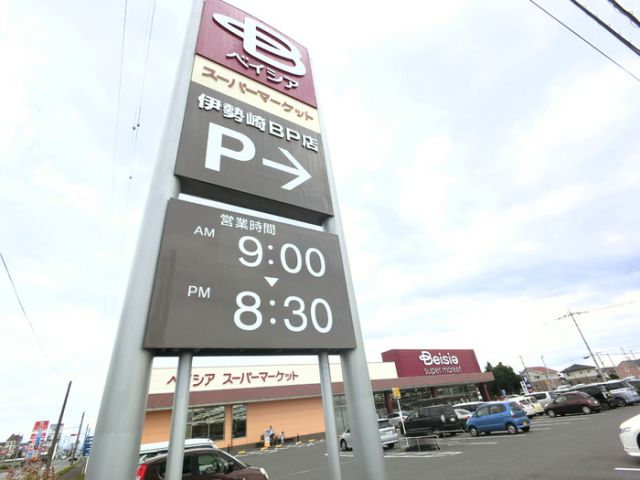 ベイシア
スーパーマーケット
伊勢崎BP店
P→
営業時間
AM 9:00
PM 8:30
ベイシア スーパーマーケット
Beisia
super market